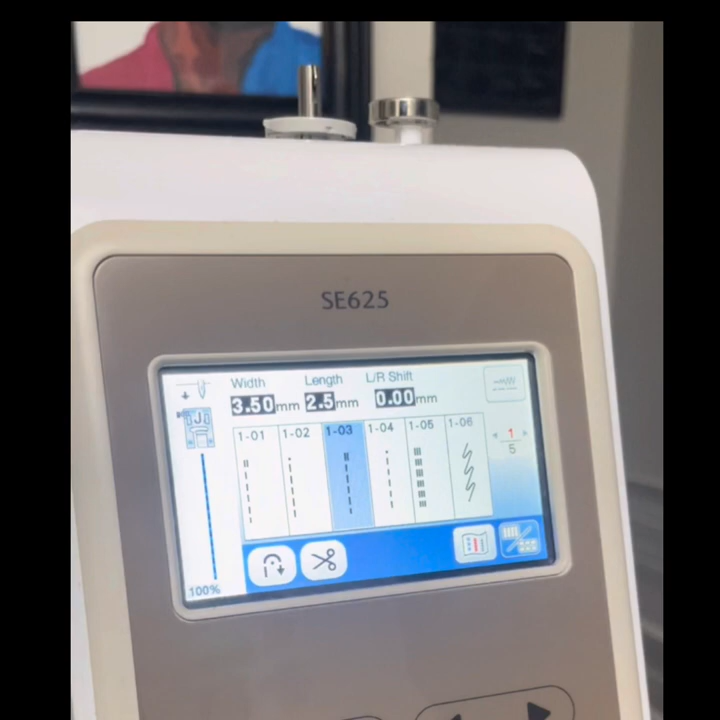 SE625
Width Length L/R Shift
3.50mm 2.5mm 0.00mm
J
1-01 1-02 1-03 1-04 1-05 1-06
1
5
100%